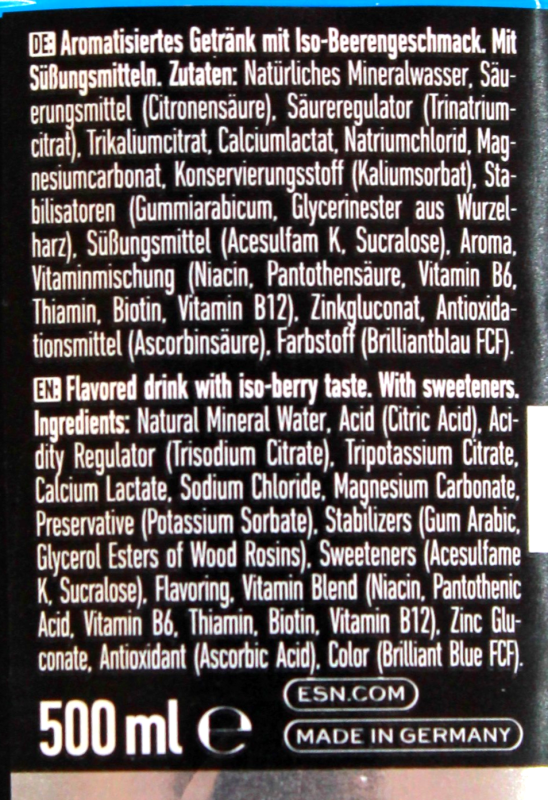 DE: Aromatisiertes Getränk mit Iso-Beerengeschmack. Mit
Süßungsmitteln. Zutaten: Natürliches Mineralwasser, Säu-
erungsmittel (Citronensäure), Säureregulator (Trinatrium-
citrat), Trikaliumcitrat, Calciumlactat, Natriumchlorid, Mag-
nesiumcarbonat, Konservierungsstoff (Kaliumsorbat), Sta-
bilisatoren (Gummiarabicum, Glycerinester aus Wurzel-
harz), Süßungsmittel (Acesulfam K, Sucralose), Aroma,
Vitaminmischung (Niacin, Pantothensäure, Vitamin B6,
Thiamin, Biotin, Vitamin B12), Zinkgluconat, Antioxida-
tionsmittel (Ascorbinsäure), Farbstoff (Brilliantblau FCF).
EN: Flavored drink with iso-berry taste. With sweeteners.
Ingredients: Natural Mineral Water, Acid (Citric Acid), Aci-
dity Regulator (Trisodium Citrate), Tripotassium Citrate,
Calcium Lactate, Sodium Chloride, Magnesium Carbonate,
Preservative (Potassium Sorbate), Stabilizers (Gum Arabic,
Glycerol Esters of Wood Rosins), Sweeteners (Acesulfame
K, Sucralose), Flavoring, Vitamin Blend (Niacin, Pantothenic
Acid, Vitamin B6, Thiamin, Biotin, Vitamin B12), Zinc Glu-
conate, Antioxidant (Ascorbic Acid), Color (Brilliant Blue FCF).
500 ml ℮
ESN.COM
MADE IN GERMANY